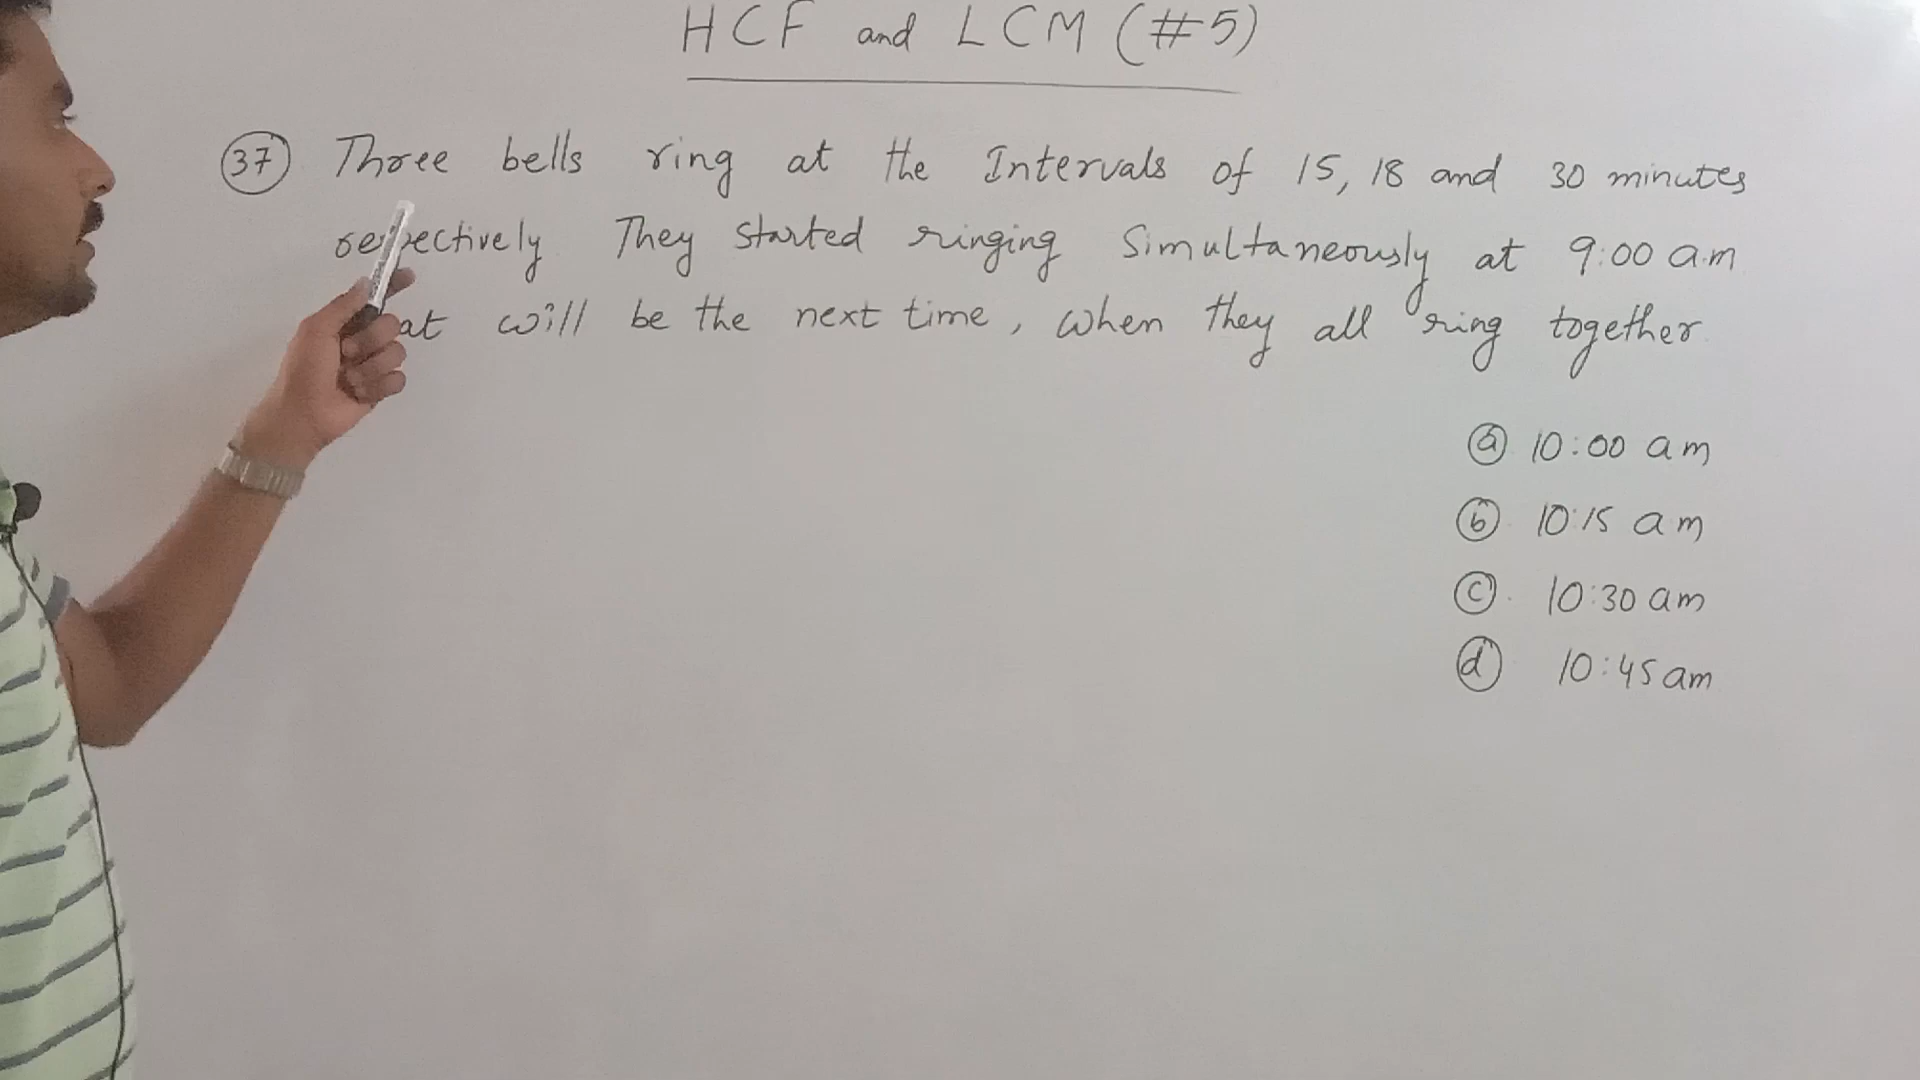 HCF and LCM (#5)
37 Three bells ring at the Intervals of 15, 18 and 30 minutes
respectively They started ringing Simultaneously at 9:00 a.m
will be the next time, when they all ring together
a 10:00 am
b 10:15 am
c 10:30 am
d 10:45 am